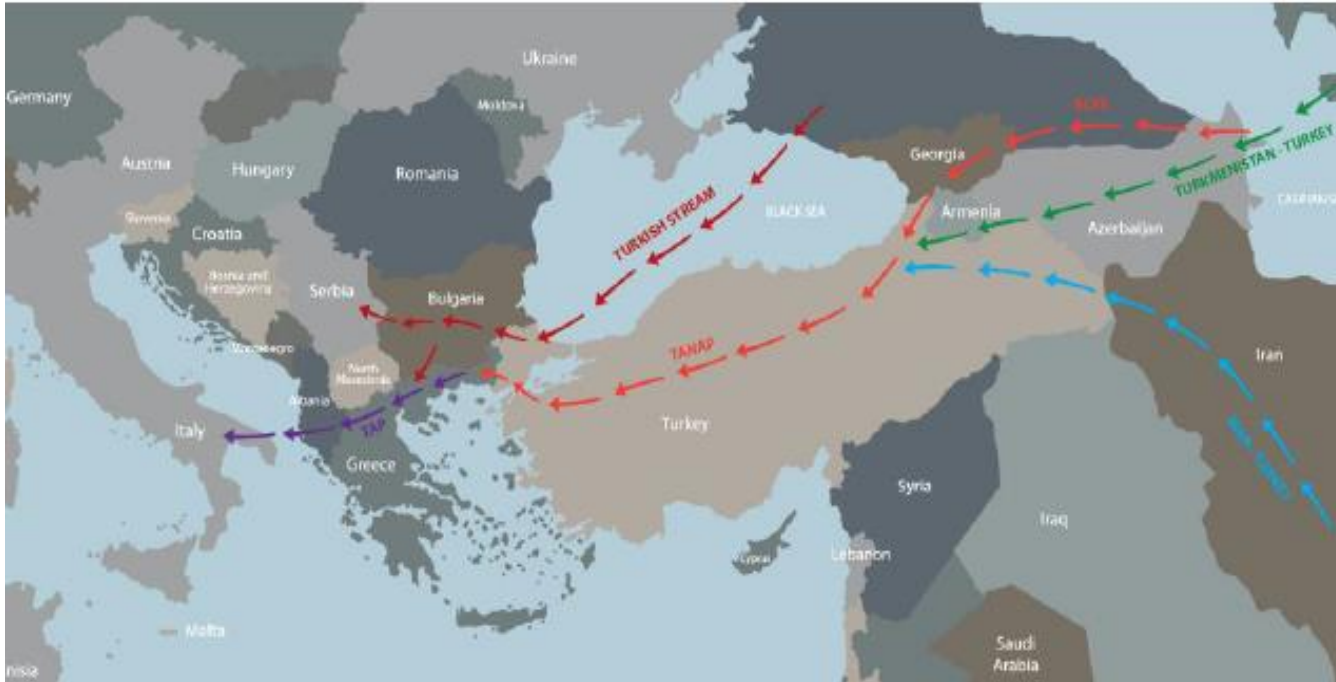 Germany
Ukraine
Moldova
Austria
Hungary
Romania
Georgia
TURKMENISTAN - TURKEY
Slovenia
Croatia
TURKISH STREAM
BLACK SEA
Armenia
Azerbaijan
Bosnia and
Herzegovina
Serbia
Bulgaria
Montenegro
North
Macedonia
TANAP
Iran
Albania
Italy
TAP
Turkey
Greece
Syria
Iraq
Cyprus
Lebanon
Malta
Saudi
Arabia
nisia